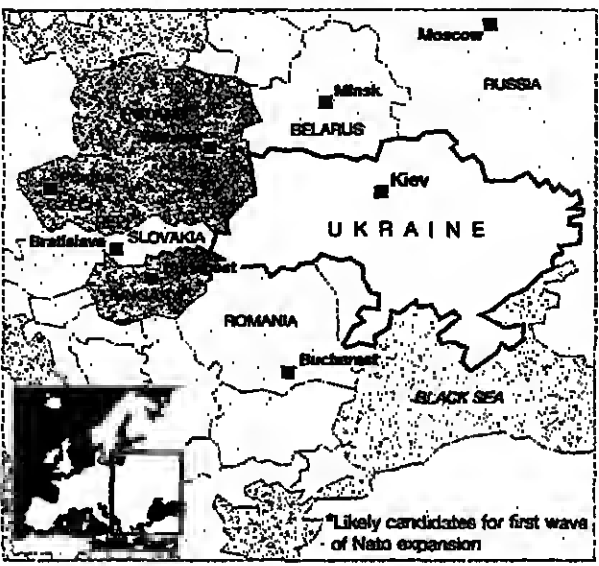 Moscow
RUSSIA
Minsk
BELARUS
Kiev
UKRAINE
Bratislava
SLOVAKIA
ROMANIA
Bucharest
BLACK SEA
*Likely candidates for first wave
of Nato expansion